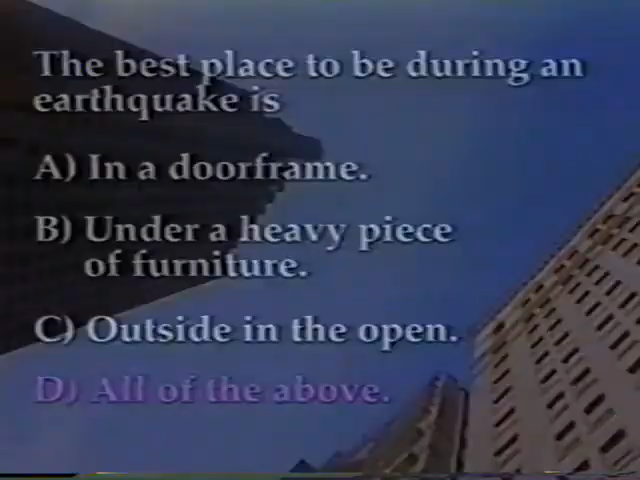 The best place to be during an
earthquake is
A) In a doorframe.
B) Under a heavy piece
of furniture.
C) Outside in the open.
D) All of the above.